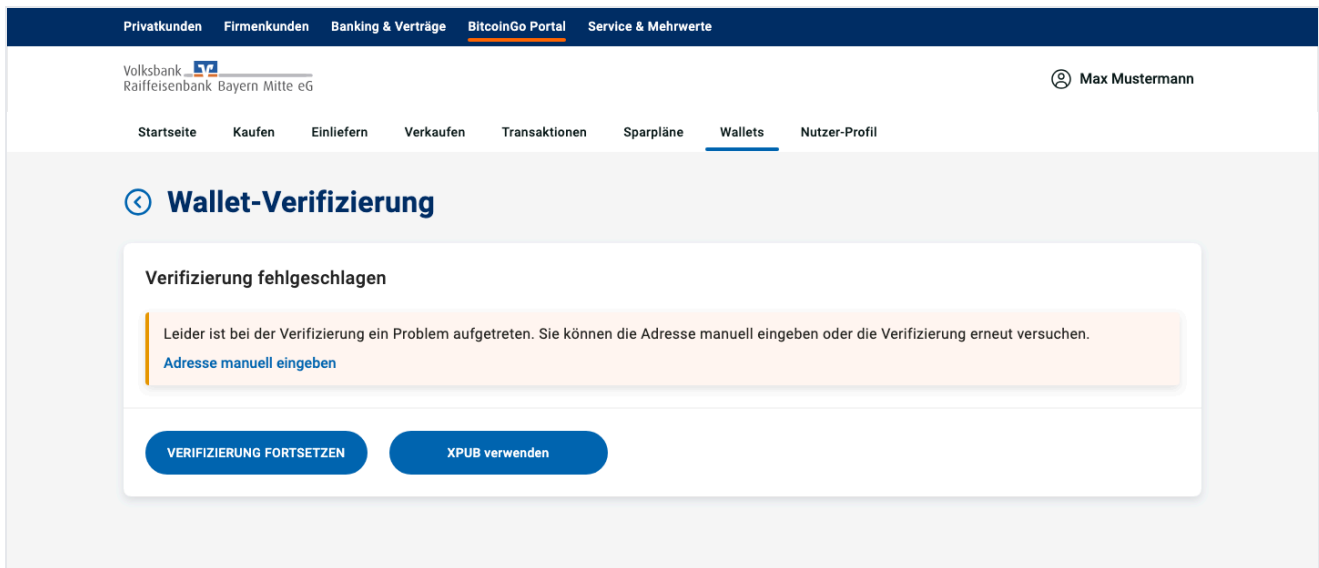 Privatkunden Firmenkunden Banking & Verträge BitcoinGo Portal Service & Mehrwerte
Volksbank
Raiffeisenbank Bayern Mitte eG
Max Mustermann
Startseite Kaufen Einliefern Verkaufen Transaktionen Sparpläne Wallets Nutzer-Profil
Wallet-Verifizierung
Verifizierung fehlgeschlagen
Leider ist bei der Verifizierung ein Problem aufgetreten. Sie können die Adresse manuell eingeben oder die Verifizierung erneut versuchen.
Adresse manuell eingeben
VERIFIZIERUNG FORTSETZEN XPUB verwenden